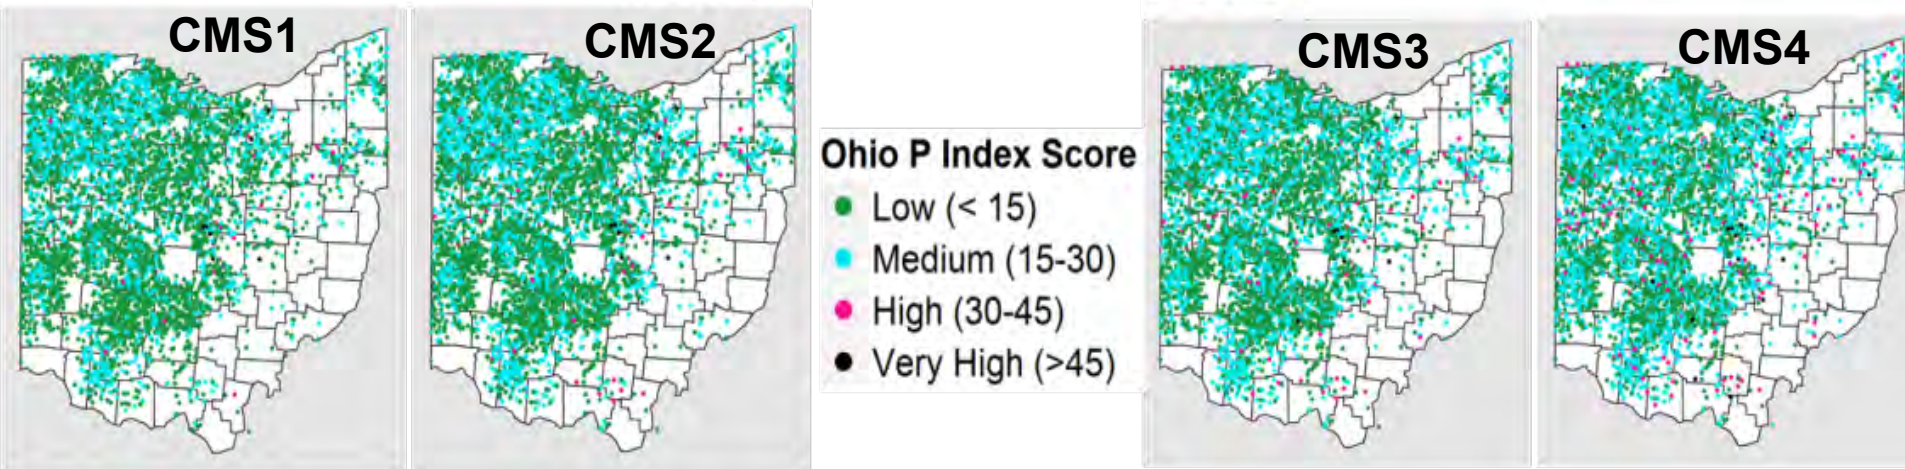 CMS1
CMS2
Ohio P Index Score
Low (< 15)
Medium (15-30)
High (30-45)
Very High (>45)
CMS3
CMS4